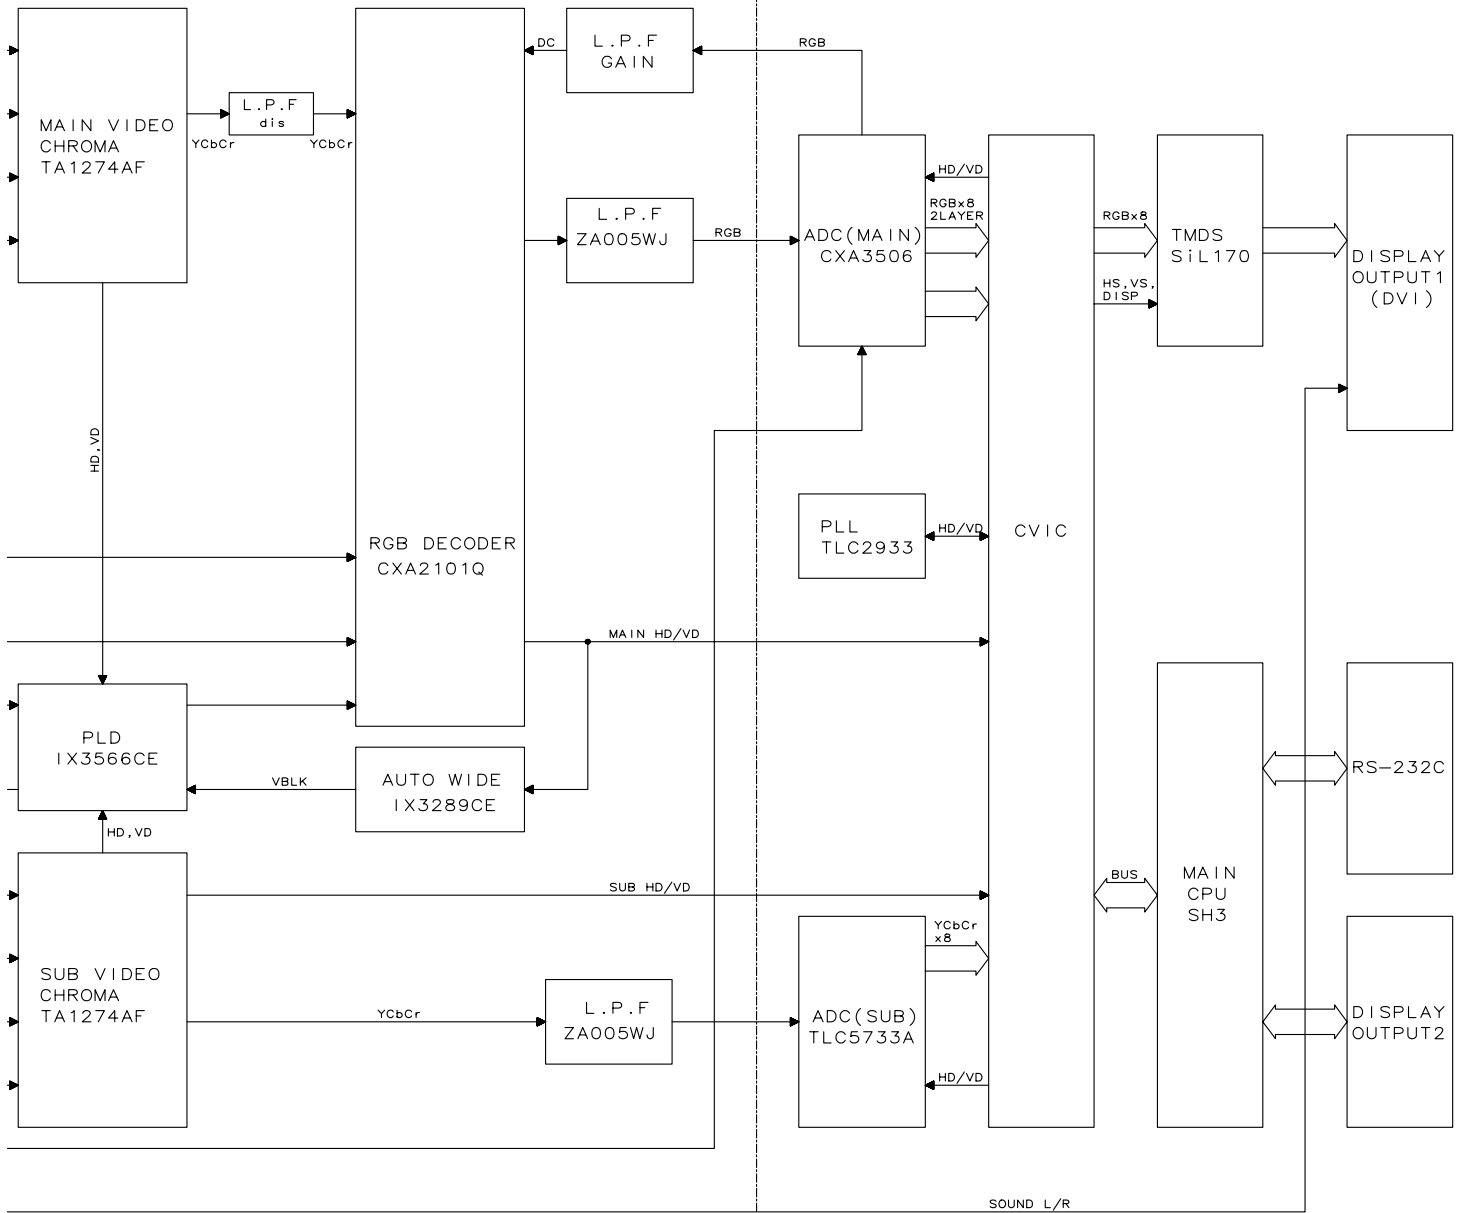 MAIN VIDEO
CHROMA
TA1274AF
YCbCr
L.P.F
dis
YCbCr
DC
L.P.F
GAIN
RGB
L.P.F
ZA005WJ
RGB
ADC(MAIN)
CXA3506
HD/VD
RGBx8
2LAYER
RGBx8
HS,VS,
DISP
TMDS
SiL170
DISPLAY
OUTPUT1
(DVI)
HD,VD
RGB DECODER
CXA2101Q
PLL
TLC2933
HD/VD
CVIC
MAIN HD/VD
PLD
IX3566CE
VBLK
AUTO WIDE
IX3289CE
HD,VD
RS-232C
SUB HD/VD
BUS
MAIN
CPU
SH3
SUB VIDEO
CHROMA
TA1274AF
YCbCr
L.P.F
ZA005WJ
ADC(SUB)
TLC5733A
YCbCr
x8
HD/VD
DISPLAY
OUTPUT2
SOUND L/R